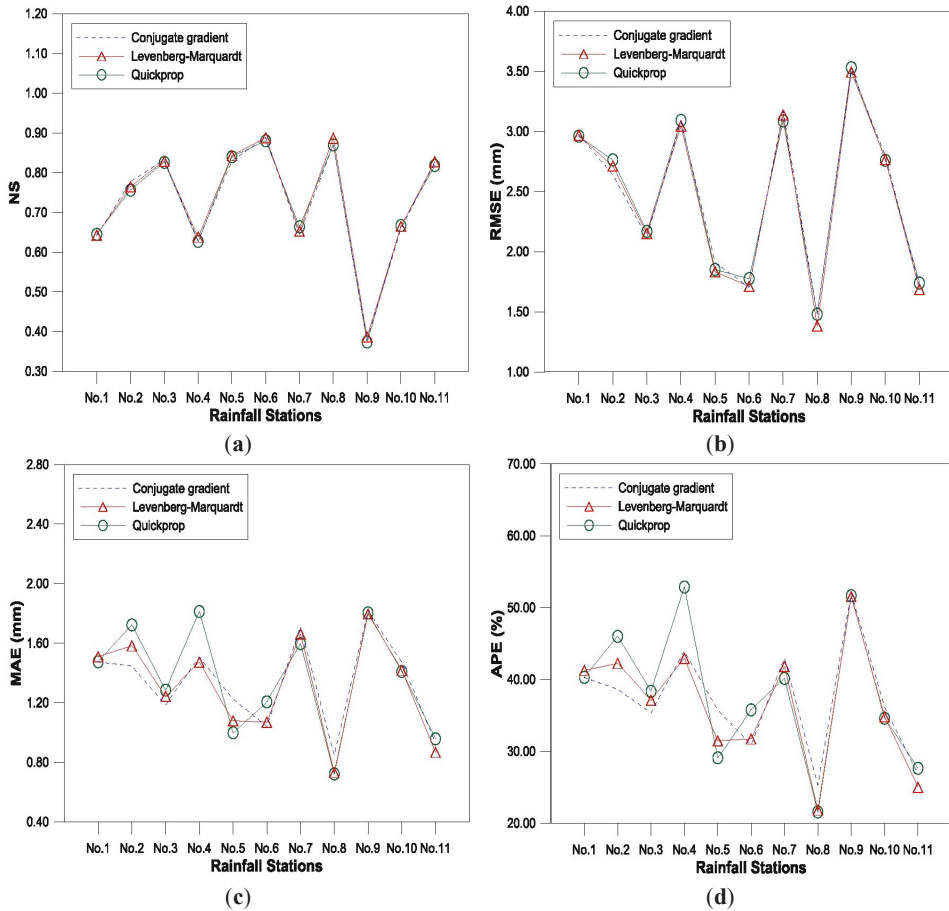 1.20
1.10
1.00
0.90
0.80
0.70
0.60
0.50
0.40
0.30
NS
Conjugate gradient
Levenberg-Marquardt
Quickprop
No.1 No.2 No.3 No.4 No.5 No.6 No.7 No.8 No.9 No.10 No.11
Rainfall Stations
(a)
4.00
3.50
3.00
2.50
2.00
1.50
1.00
RMSE (mm)
Conjugate gradient
Levenberg-Marquardt
Quickprop
No.1 No.2 No.3 No.4 No.5 No.6 No.7 No.8 No.9 No.10 No.11
Rainfall Stations
(b)
2.80
2.40
2.00
1.60
1.20
0.80
0.40
MAE (mm)
Conjugate gradient
Levenberg-Marquardt
Quickprop
No.1 No.2 No.3 No.4 No.5 No.6 No.7 No.8 No.9 No.10 No.11
Rainfall Stations
(c)
70.00
60.00
50.00
40.00
30.00
20.00
APE (%)
Conjugate gradient
Levenberg-Marquardt
Quickprop
No.1 No.2 No.3 No.4 No.5 No.6 No.7 No.8 No.9 No.10 No.11
Rainfall Stations
(d)